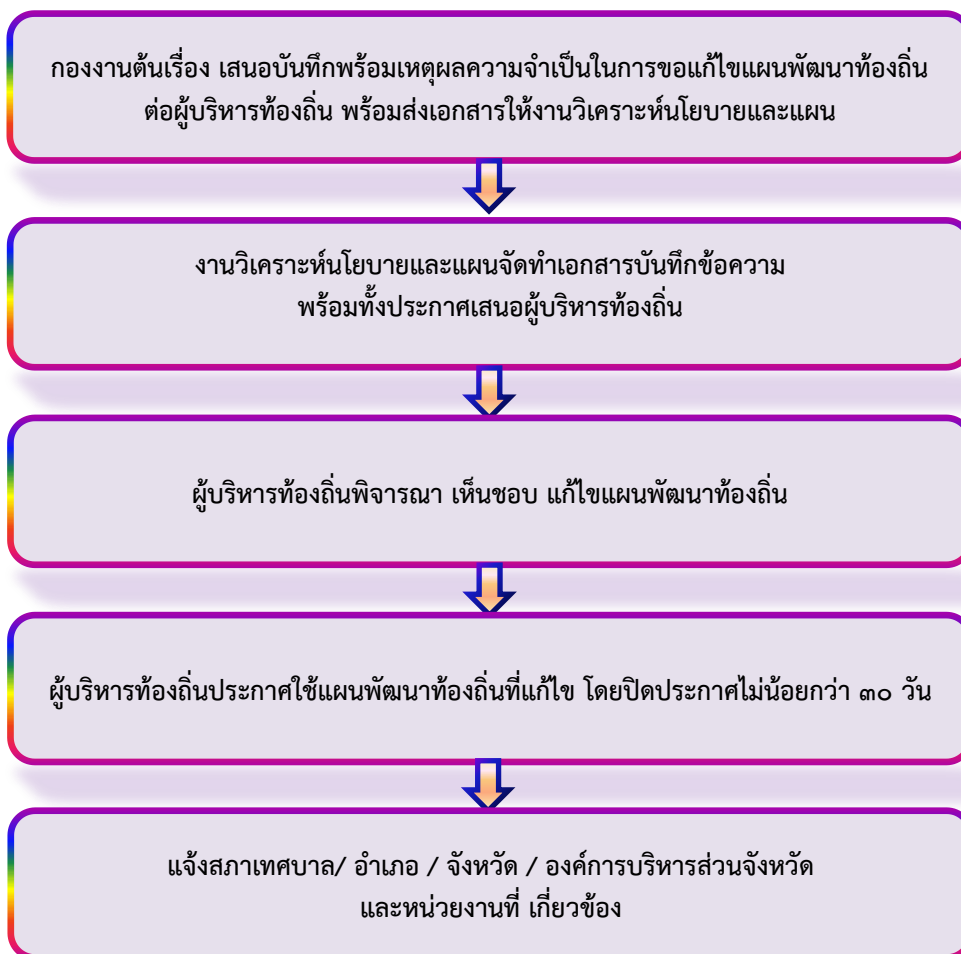 กองงานต้นเรื่อง เสนอบันทึกพร้อมเหตุผลความจำเป็นในการขอแก้ไขแผนพัฒนาท้องถิ่น
ต่อผู้บริหารท้องถิ่น พร้อมส่งเอกสารให้งานวิเคราะห์นโยบายและแผน
งานวิเคราะห์นโยบายและแผนจัดทำเอกสารบันทึกข้อความ
พร้อมทั้งประกาศเสนอผู้บริหารท้องถิ่น
ผู้บริหารท้องถิ่นพิจารณา เห็นชอบ แก้ไขแผนพัฒนาท้องถิ่น
ผู้บริหารท้องถิ่นประกาศใช้แผนพัฒนาท้องถิ่นที่แก้ไข โดยปิดประกาศไม่น้อยกว่า ๓๐ วัน
แจ้งสภาเทศบาล/ อำเภอ / จังหวัด / องค์การบริหารส่วนจังหวัด
และหน่วยงานที่ เกี่ยวข้อง